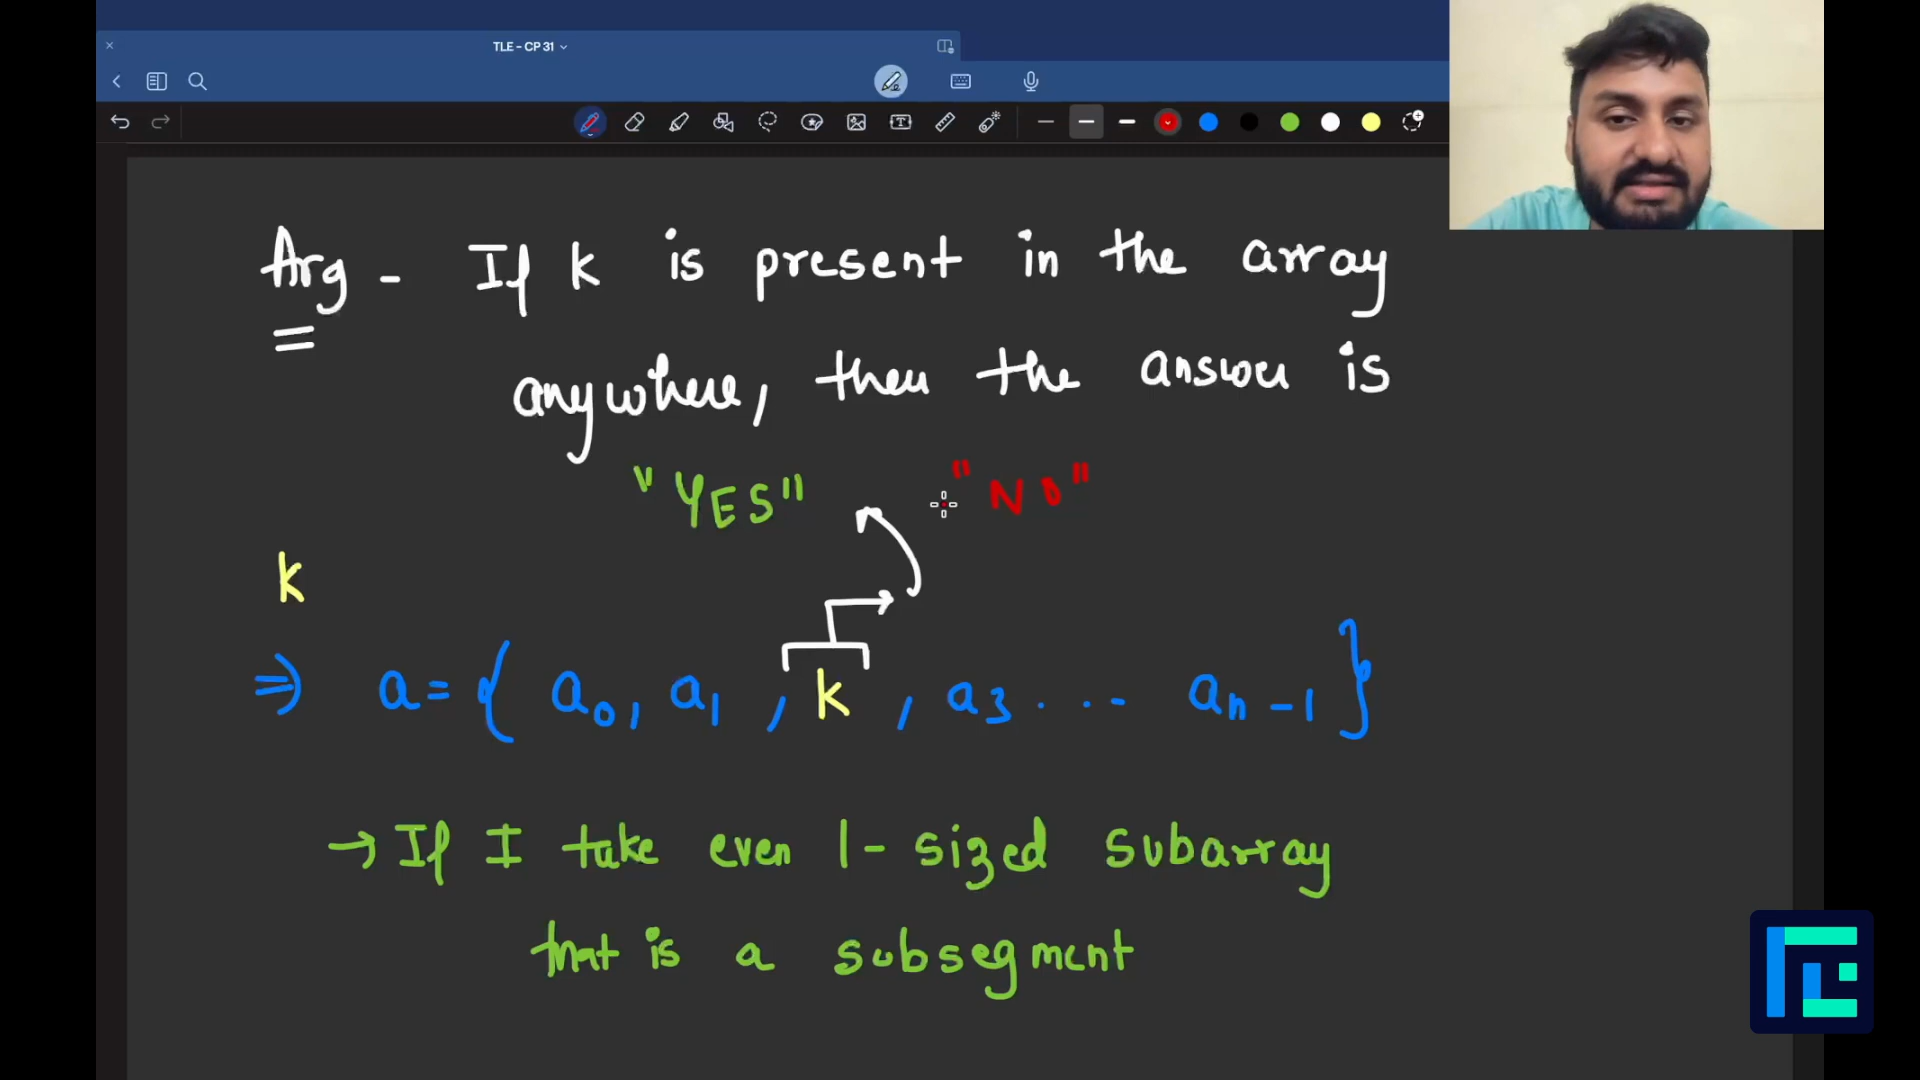 TLE - CP 31
Arg - If k is present in the array
anywhere, then the answer is
"YES" "NO"
k
⇒ a = { a0, a1 , k , a3 . . . . an-1 }
→ If I take even 1-sized subarray
that is a subsegment